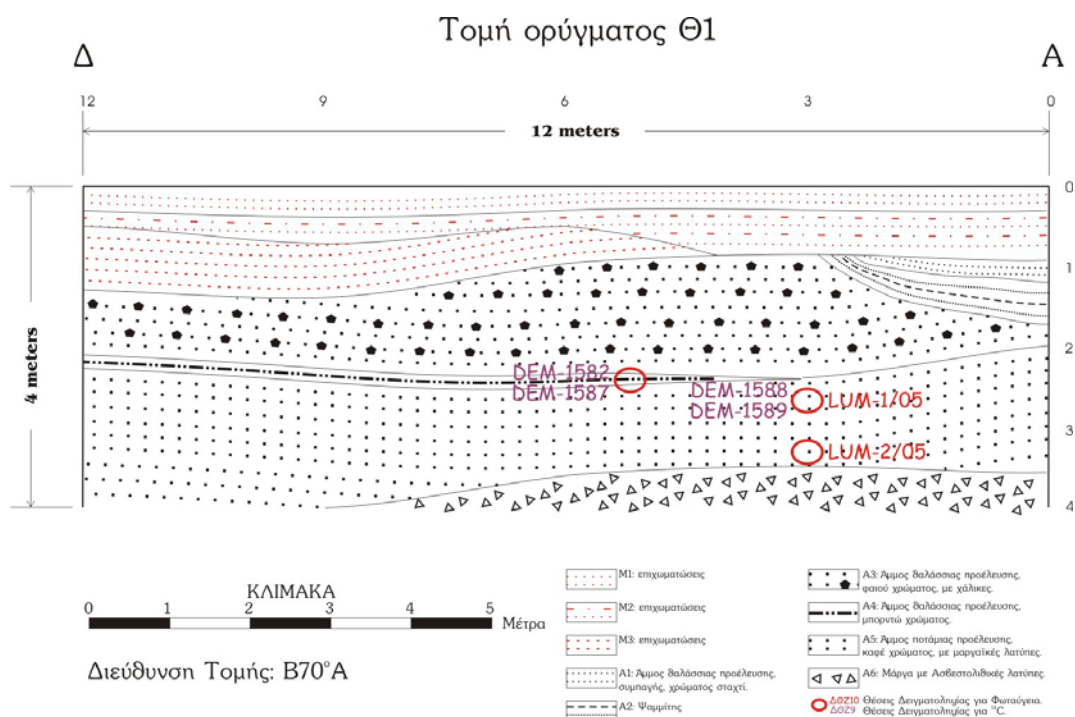 Τομή ορύγματος Θ1
Δ
Α
12
9
6
3
0
12 meters
4 meters
0
1
2
3
4
DEM-1582
DEM-1587
DEM-1588
DEM-1589
LUM-1/05
LUM-2/05
ΚΛΙΜΑΚΑ
0 1 2 3 4 5
Μέτρα
Διεύθυνση Τομής: Β70°Α
Μ1: επιχωματώσεις
Μ2: επιχωματώσεις
Μ3: επιχωματώσεις
Α1: Άμμος θαλάσσιας προέλευσης,
συμπαγής, χρώματος σταχτί.
Α2: Ψαμμίτης
Α3: Άμμος θαλάσσιας προέλευσης,
φαιού χρώματος, με χάλικες.
Α4: Άμμος θαλάσσιας προέλευσης,
μπορντώ χρώματος.
Α5: Άμμος ποτάμιας προέλευσης,
καφέ χρώματος, με μαργαϊκές λατύπες.
Α6: Μάργα με Ασβεστολιθικές λατύπες.
ΔΘΖ10 Θέσεις Δειγματοληψίας για Φωταύγεια.
ΔΘΖ9 Θέσεις Δειγματοληψίας για ¹⁴C.